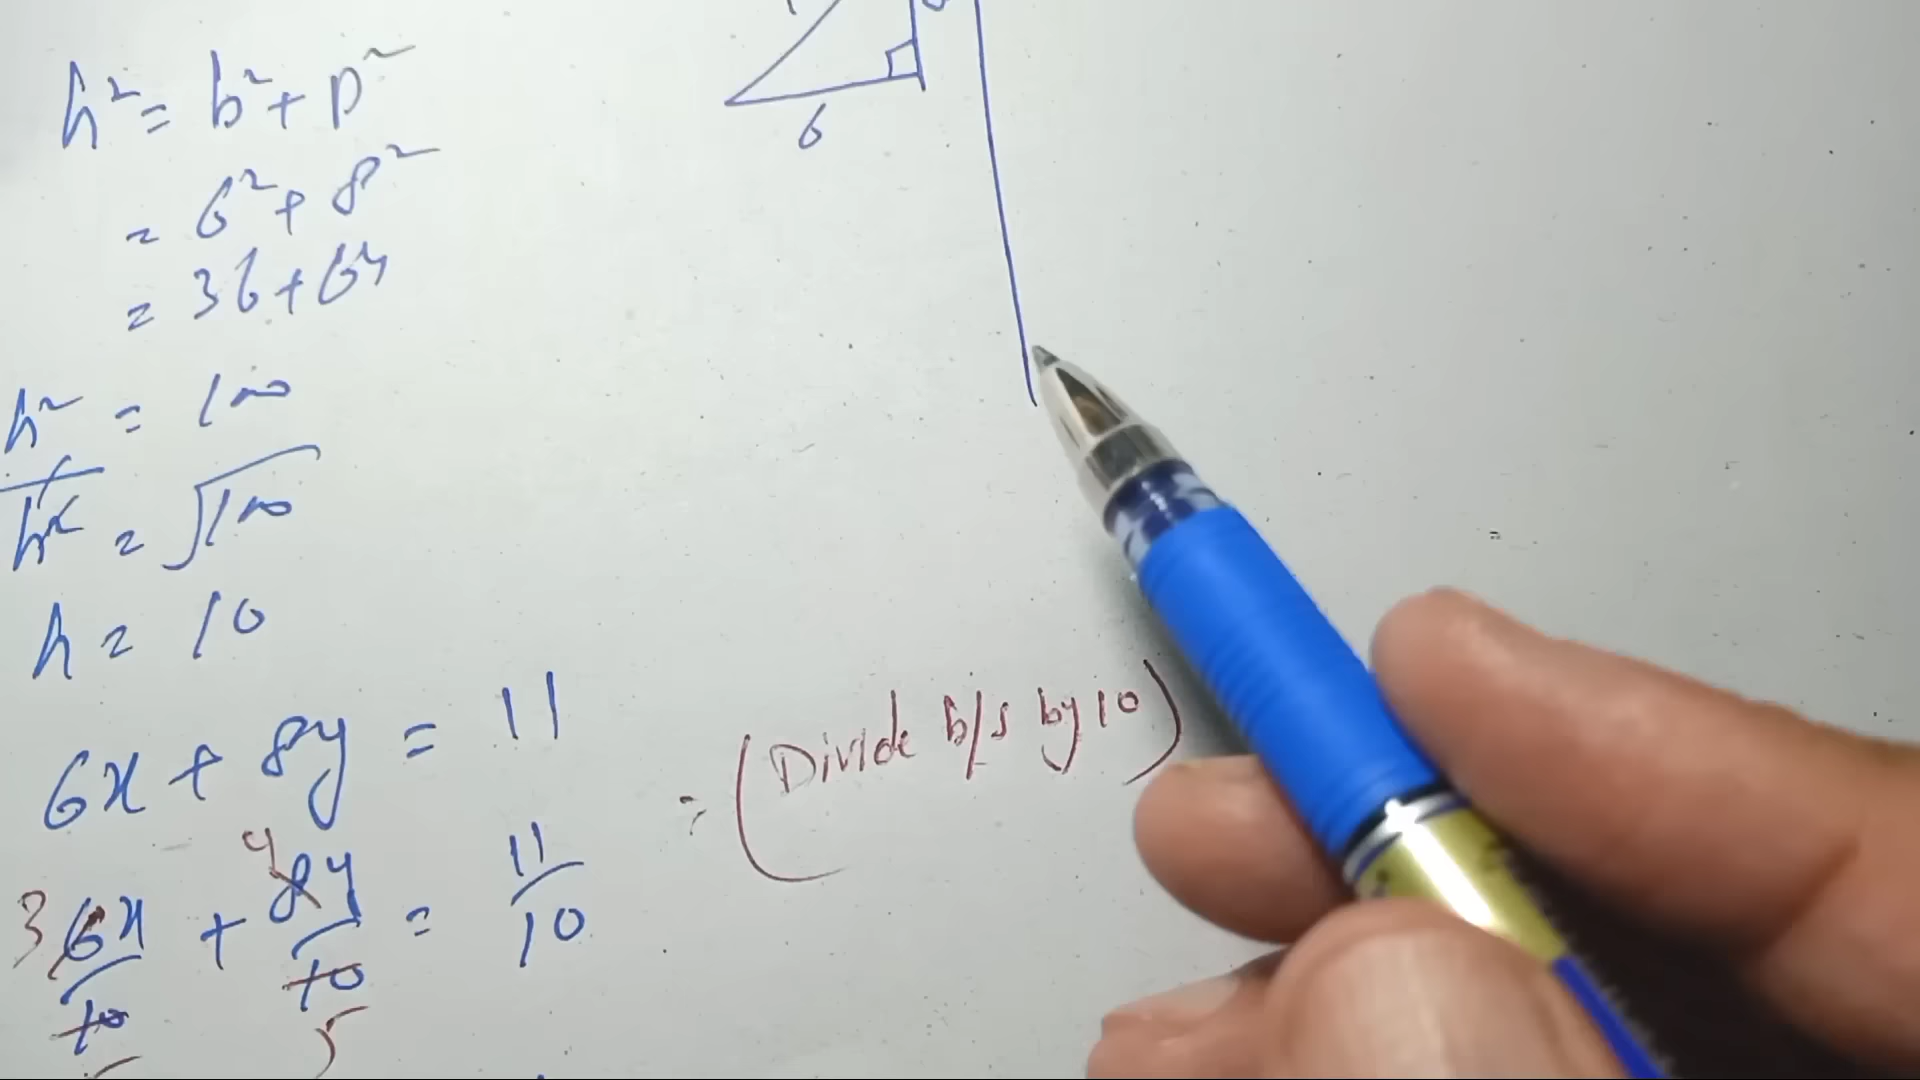 h² = b² + p²
= 6² + 8²
= 36 + 64
h² = 100
√h² = √100
h = 10
6x + 8y = 11
= (Divide b/s by 10)
3 6x/10 + 4 8y/10 = 11/10
5
6